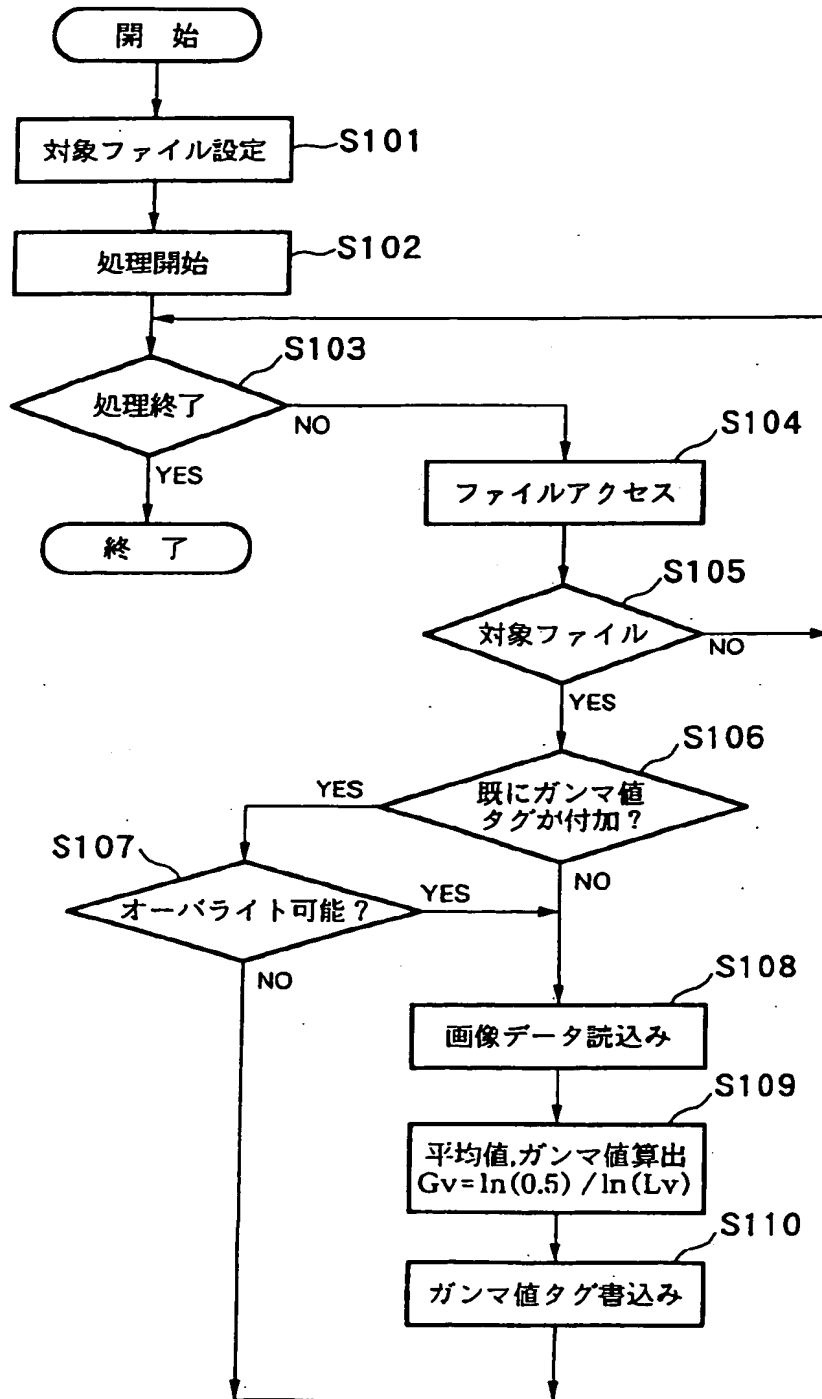 開 始
対象ファイル設定
S101
処理開始
S102
処理終了
S103
NO
YES
終 了
ファイルアクセス
S104
対象ファイル
S105
NO
YES
既にガンマ値
タグが付加?
S106
YES
NO
オーバライト可能?
S107
YES
NO
画像データ読込み
S108
平均値,ガンマ値算出
Gv=ln(0.5)/ln(Lv)
S109
ガンマ値タグ書込み
S110